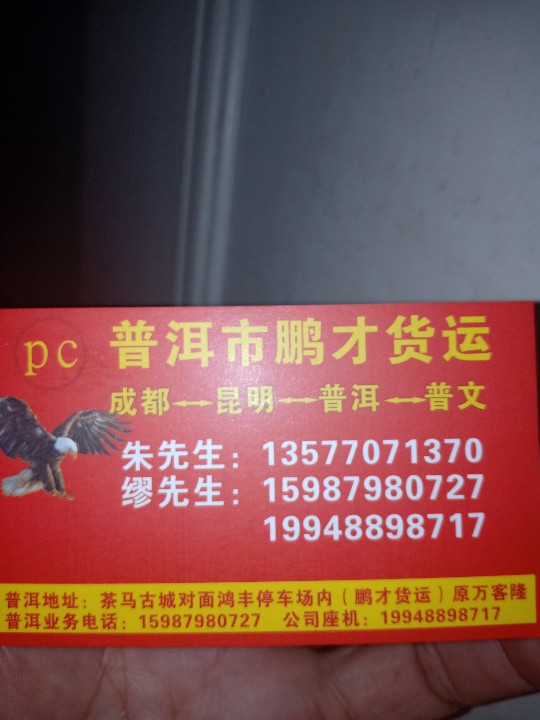 pc 普洱市鹏才货运
成都↔昆明↔普洱↔普文
朱先生：13577071370
缪先生：15987980727
19948898717
普洱地址：茶马古城对面鸿丰停车场内（鹏才货运）原万客隆
普洱业务电话：15987980727 公司座机：19948898717